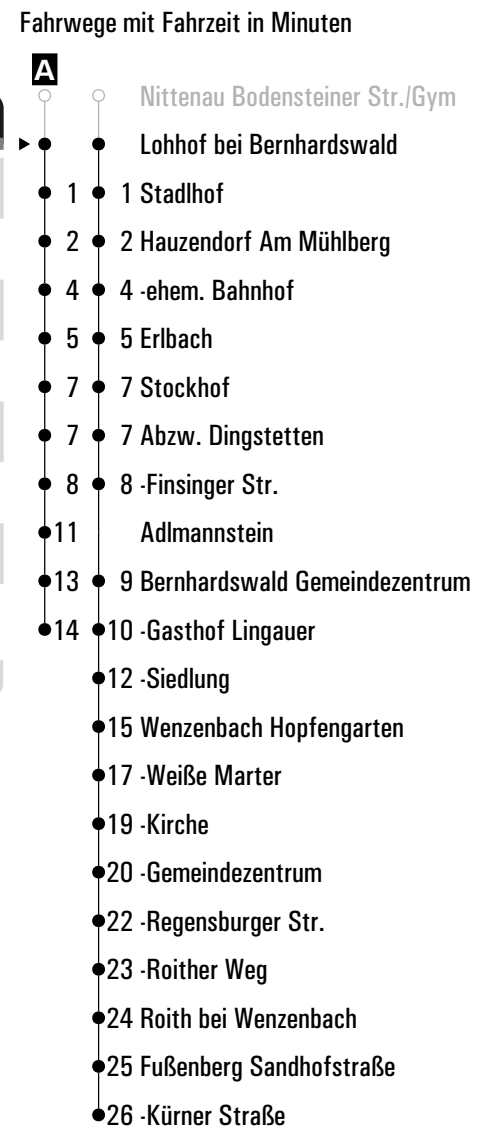 Fahrwege mit Fahrzeit in Minuten
A
Nittenau Bodensteiner Str./Gym
Lohhof bei Bernhardswald
1 1 Stadlhof
2 2 Hauzendorf Am Mühlberg
4 4 -ehem. Bahnhof
5 5 Erlbach
7 7 Stockhof
7 7 Abzw. Dingstetten
8 8 -Finsinger Str.
11 Adlmannstein
13 9 Bernhardswald Gemeindezentrum
14 10 -Gasthof Lingauer
12 -Siedlung
15 Wenzenbach Hopfengarten
17 -Weiße Marter
19 -Kirche
20 -Gemeindezentrum
22 -Regensburger Str.
23 -Roither Weg
24 Roith bei Wenzenbach
25 Fußenberg Sandhofstraße
26 -Kürner Straße